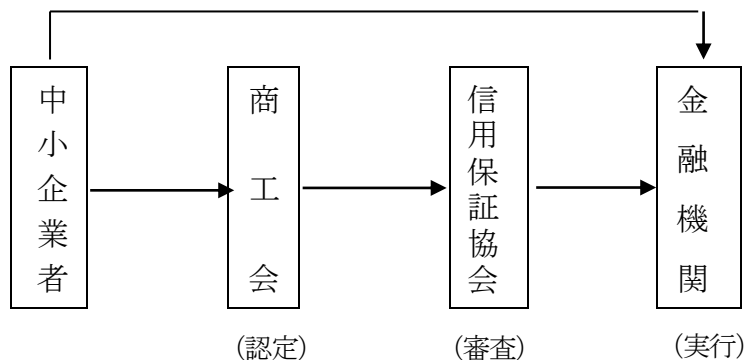 中小企業者
商工会
信用保証協会
金融機関
(認定)
(審査)
(実行)